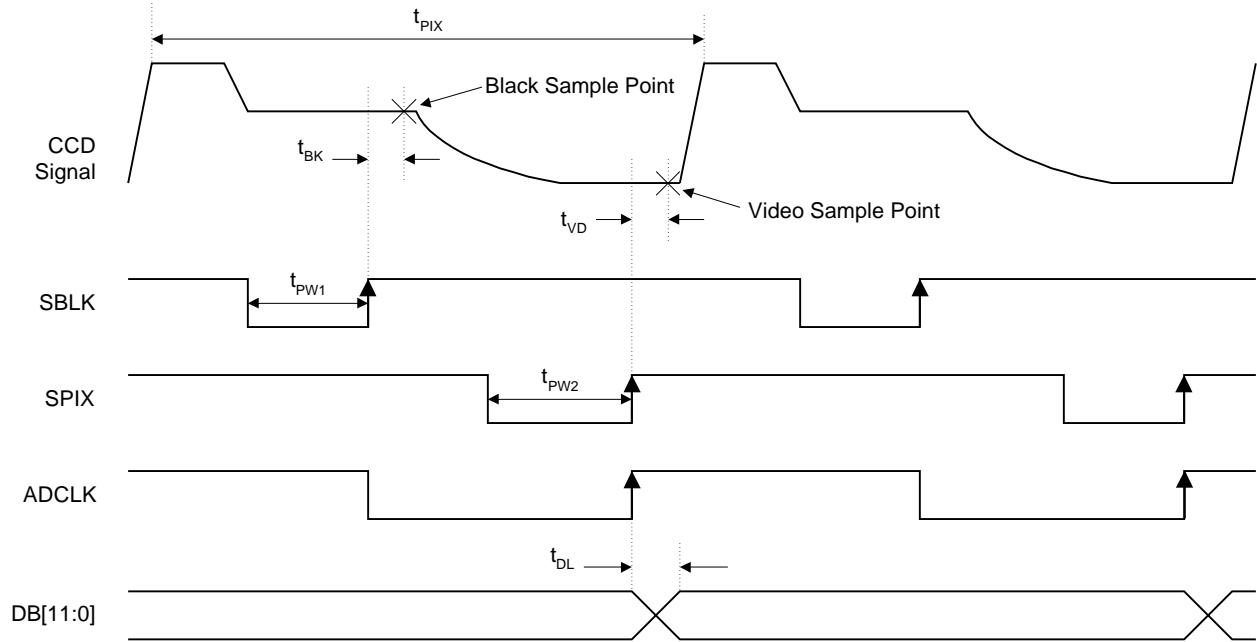 tPIX
Black Sample Point
CCD
Signal
tBK
Video Sample Point
tVD
tPW1
SBLK
tPW2
SPIX
ADCLK
tDL
DB[11:0]